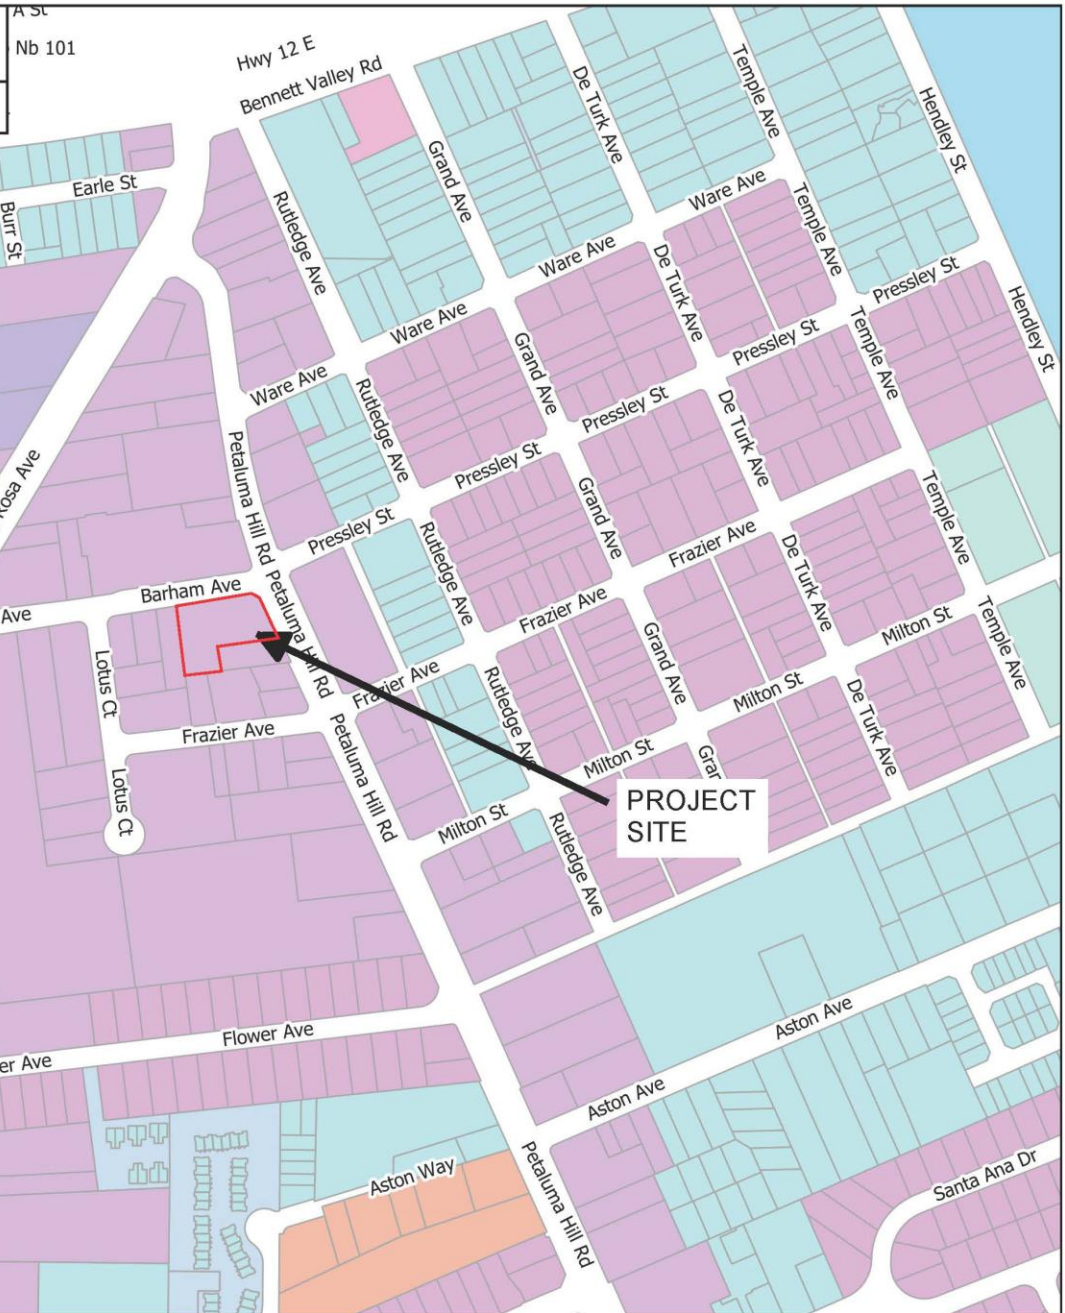 A St
Nb 101
Hwy 12 E
Bennett Valley Rd
De Turk Ave
Temple Ave
Hendley St
Grand Ave
Earle St
Burr St
Rutledge Ave
Ware Ave
Temple Ave
Ware Ave
De Turk Ave
Pressley St
Hendley St
Ware Ave
Grand Ave
Pressley St
Temple Ave
Ware Ave
Rutledge Ave
Pressley St
De Turk Ave
Petaluma Hill Rd
Rosa Ave
Pressley St
Grand Ave
Temple Ave
Pressley St
Rutledge Ave
Frazier Ave
De Turk Ave
Barham Ave
Petaluma Hill Rd
Ave
Frazier Ave
Milton St
Temple Ave
Lotus Ct
Grand Ave
Frazier Ave
Rutledge Ave
Milton St
De Turk Ave
Frazier Ave
Petaluma Hill Rd
Milton St
Gran
Lotus Ct
PROJECT
SITE
Milton St
Rutledge Ave
Flower Ave
er Ave
Aston Ave
Aston Ave
Aston Way
Petaluma Hill Rd
Santa Ana Dr